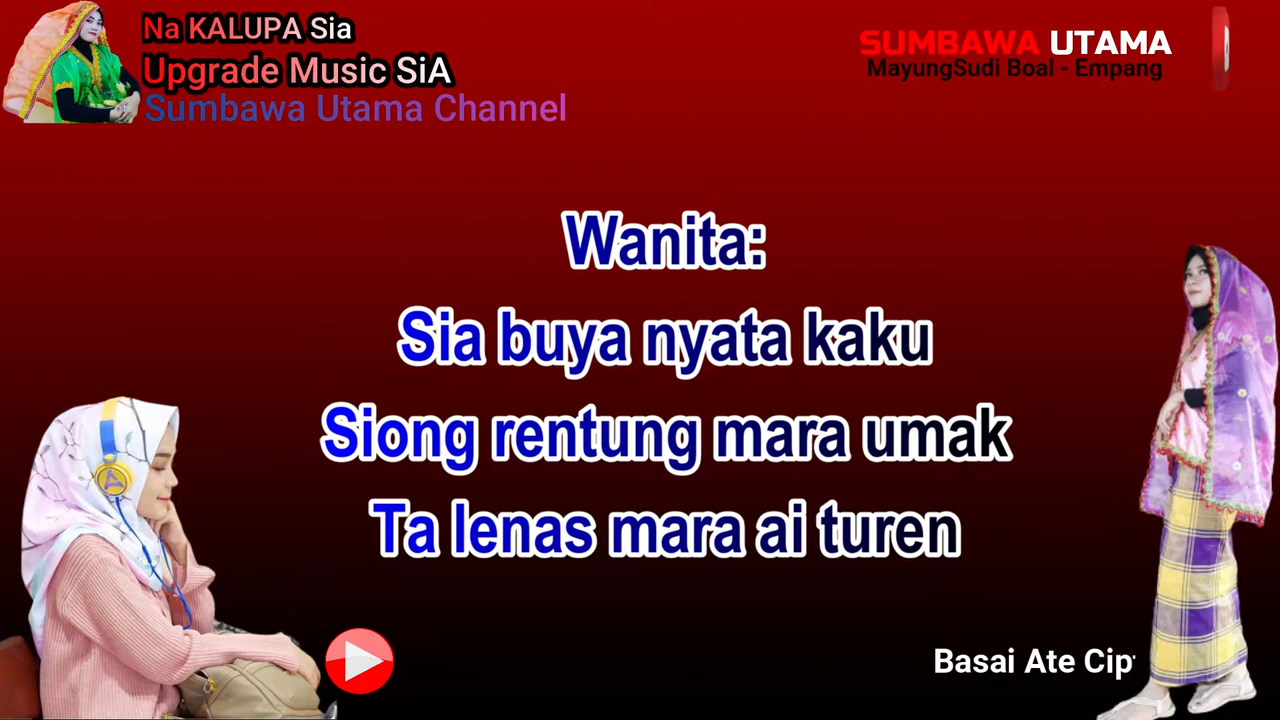 Na KALUPA Sia
Upgrade Music SiA
Sumbawa Utama Channel
SUMBAWA UTAMA
MayungSudi Boal - Empang
Wanita:
Sia buya nyata kaku
Siong rentung mara umak
Ta lenas mara ai turen
Basai Ate